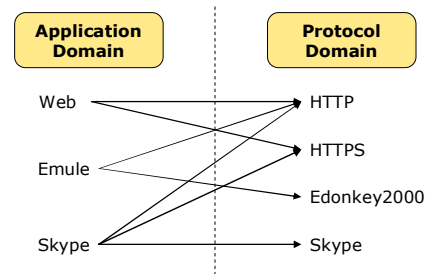 Application
Domain
Protocol
Domain
Web
HTTP
HTTPS
Emule
Edonkey2000
Skype
Skype